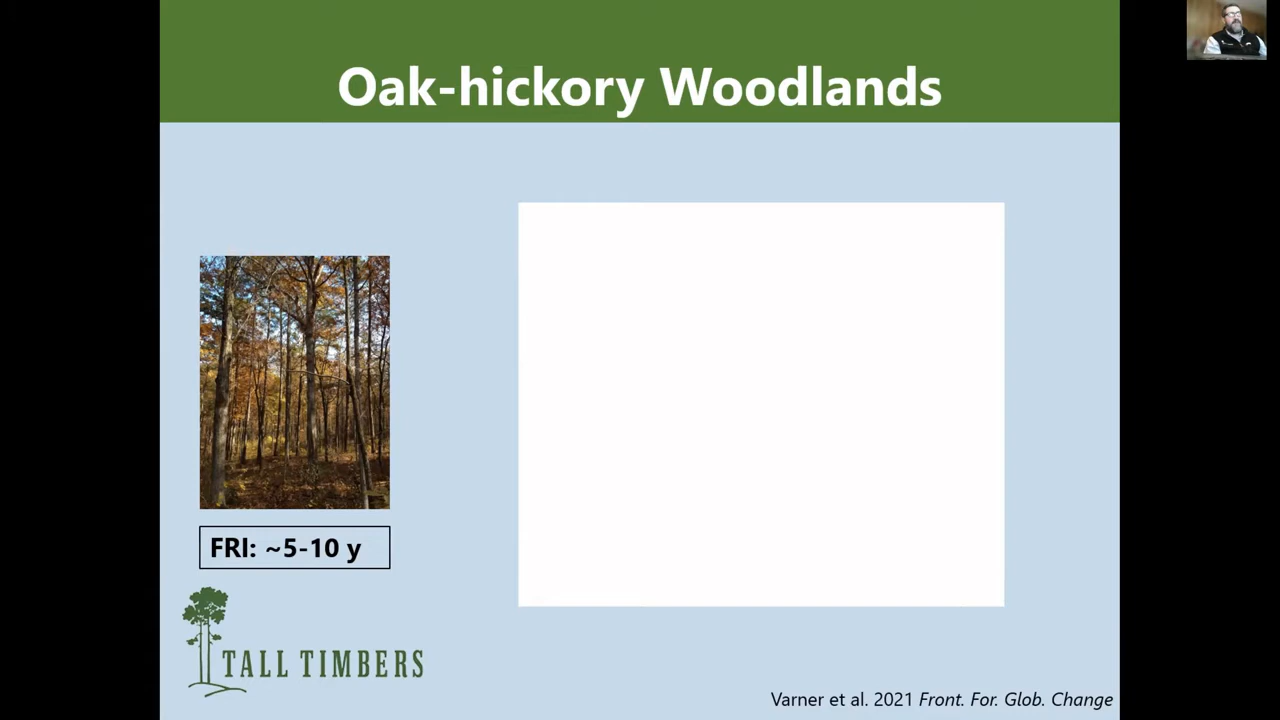 Oak-hickory Woodlands
FRI: ~5-10 y
TALL TIMBERS
Varner et al. 2021 Front. For. Glob. Change